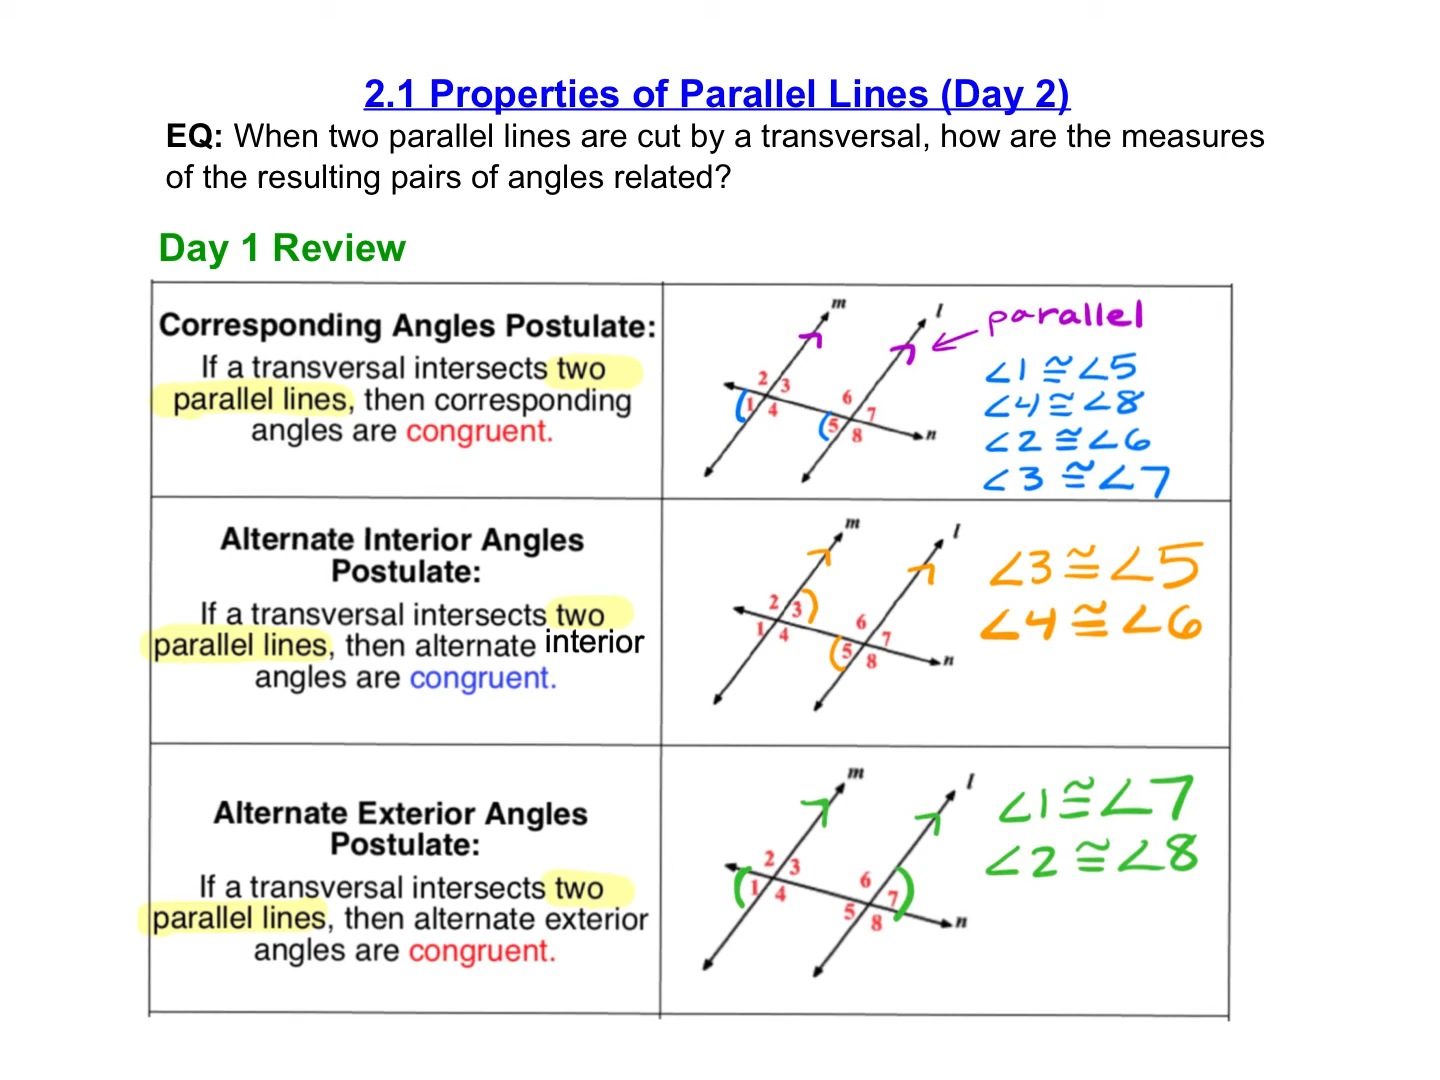 2.1 Properties of Parallel Lines (Day 2)
EQ: When two parallel lines are cut by a transversal, how are the measures
of the resulting pairs of angles related?
Day 1 Review
Corresponding Angles Postulate:
If a transversal intersects two
parallel lines, then corresponding
angles are congruent.
m
l
parallel
2 3
6
7
1 4
5
8
n
∠1 ≅ ∠5
∠4 ≅ ∠8
∠2 ≅ ∠6
∠3 ≅ ∠7
Alternate Interior Angles
Postulate:
If a transversal intersects two
parallel lines, then alternate interior
angles are congruent.
m
l
2 3
6
7
1 4
5
8
n
∠3 ≅ ∠5
∠4 ≅ ∠6
Alternate Exterior Angles
Postulate:
If a transversal intersects two
parallel lines, then alternate exterior
angles are congruent.
m
l
2 3
6
7
1 4
5
8
n
∠1 ≅ ∠7
∠2 ≅ ∠8